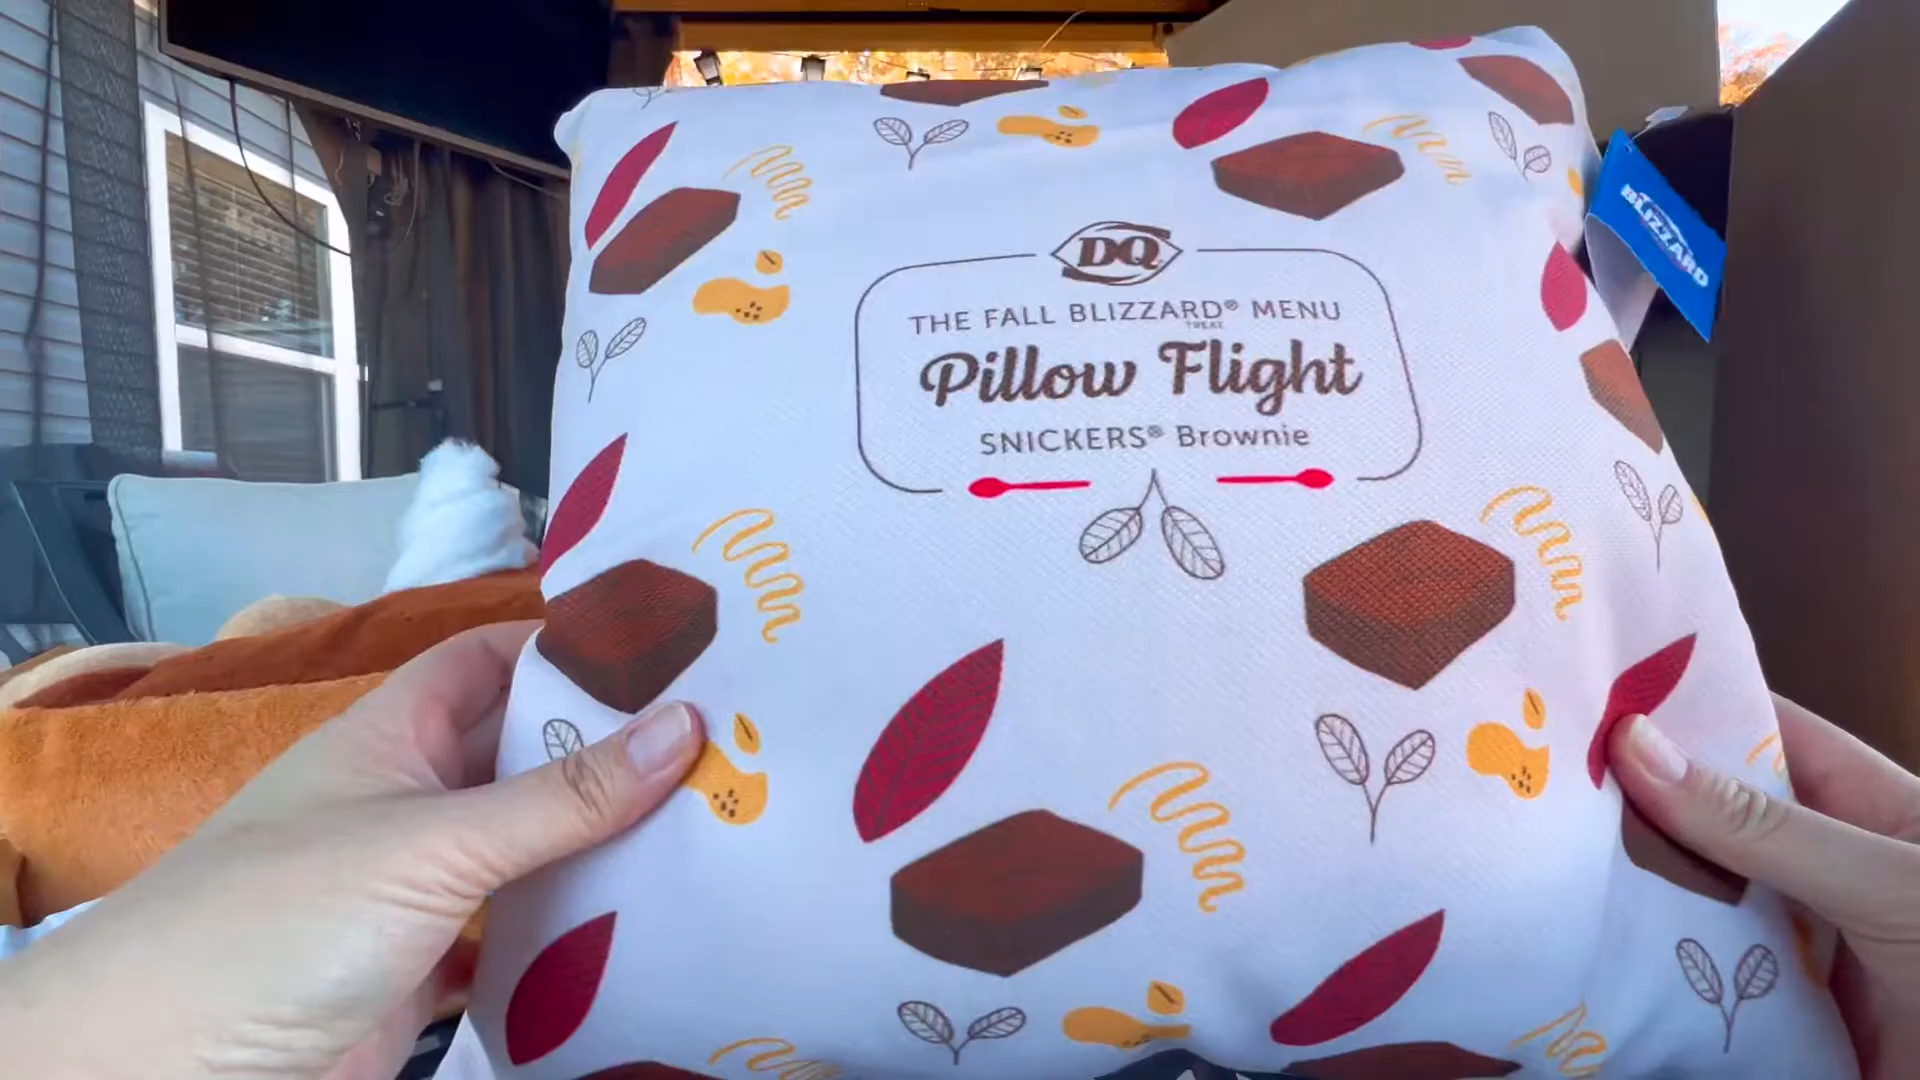 DQ
THE FALL BLIZZARD® MENU
TREAT
Pillow Flight
SNICKERS® Brownie
BLIZZARD